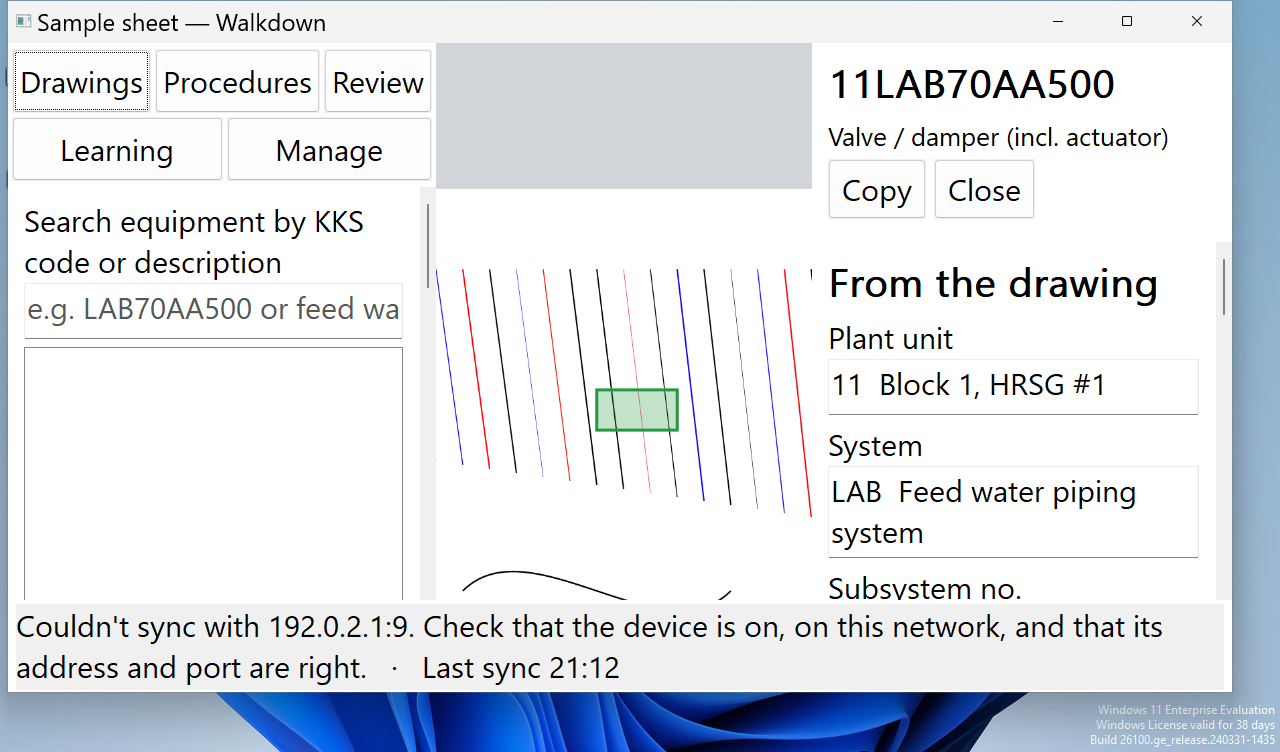 Sample sheet — Walkdown
Drawings
Procedures
Review
Learning
Manage
Search equipment by KKS
code or description
e.g. LAB70AA500 or feed wa
11LAB70AA500
Valve / damper (incl. actuator)
Copy
Close
From the drawing
Plant unit
11  Block 1, HRSG #1
System
LAB  Feed water piping
system
Subsystem no.
Couldn't sync with 192.0.2.1:9. Check that the device is on, on this network, and that its
address and port are right.   ·   Last sync 21:12
Windows 11 Enterprise Evaluation
Windows License valid for 38 days
Build 26100.ge_release.240331-1435